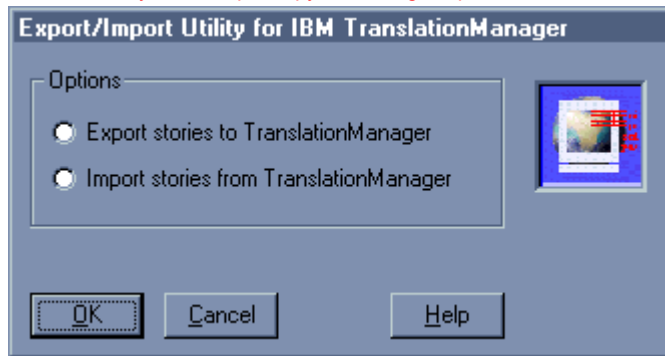 Export/Import Utility for IBM TranslationManager
Options
Export stories to TranslationManager
Import stories from TranslationManager
OK
Cancel
Help